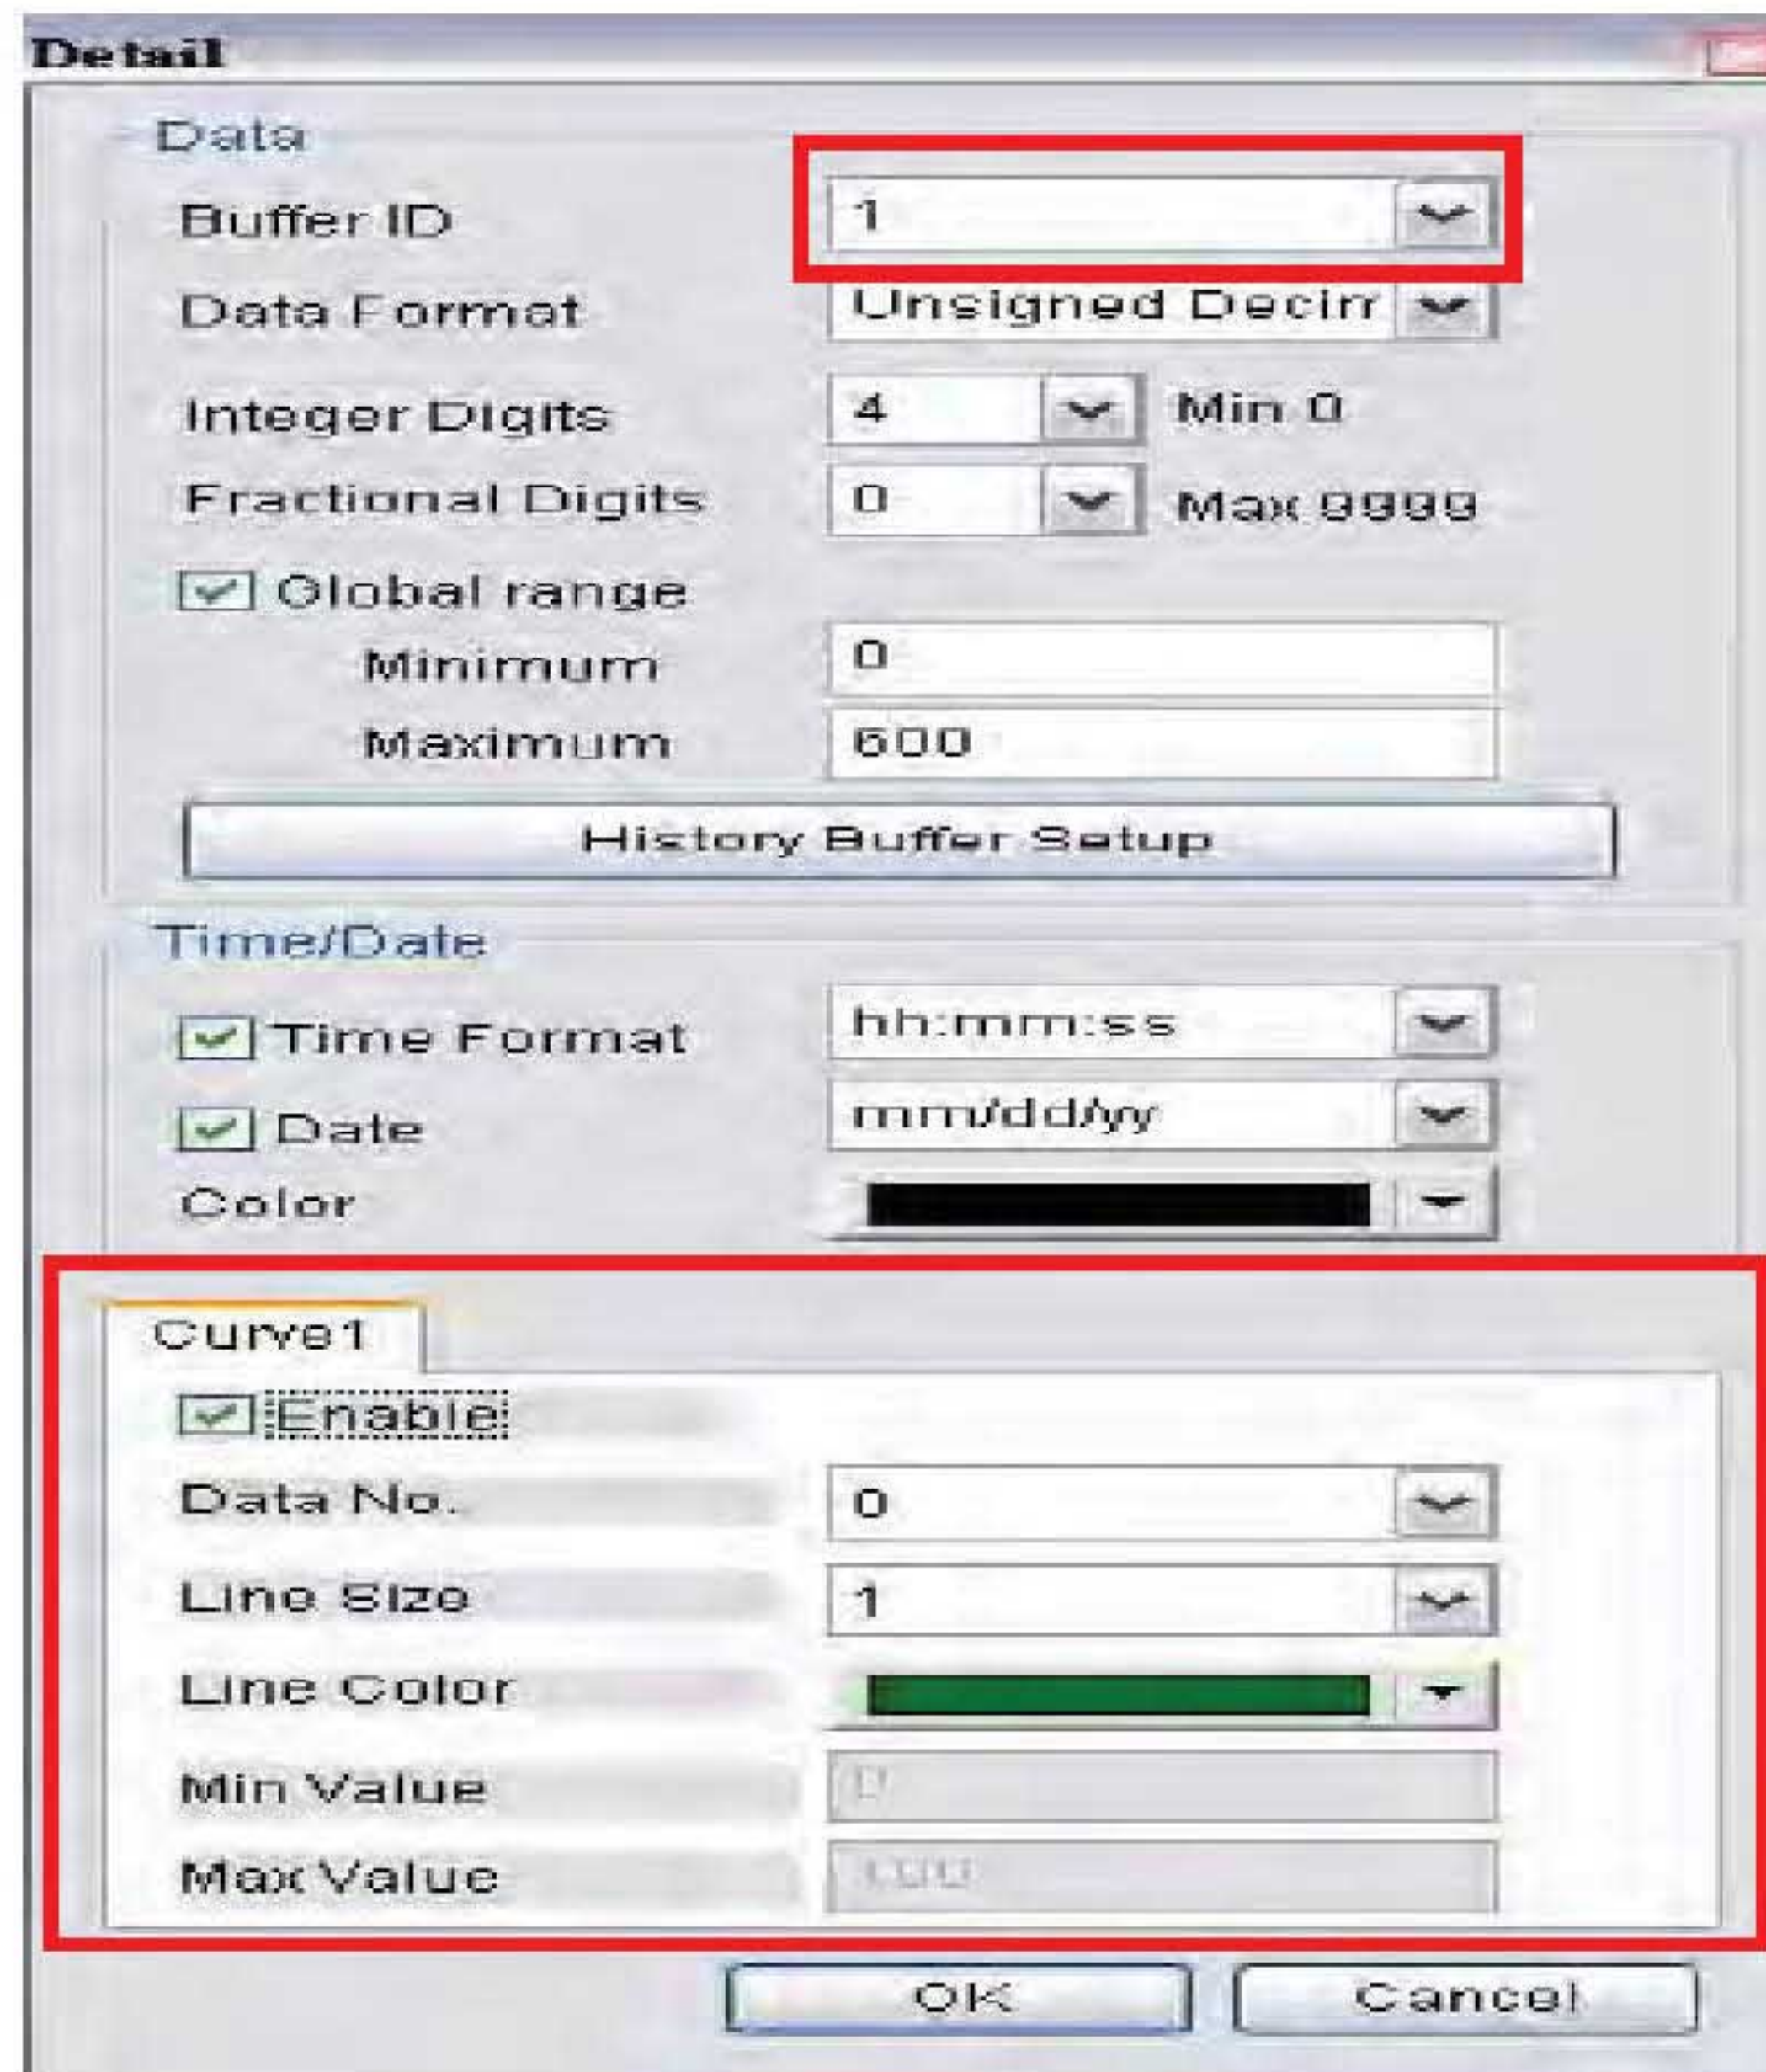 Detail
Data
Buffer ID 1
Data Format Unsigned Decim
Integer Digits 4 Min 0
Fractional Digits 0 Max 9999
Global range
Minimum 0
Maximum 600
History Buffer Setup
Time/Date
Time Format hh:mm:ss
Date mm/dd/yy
Color
Curve1
Enable
Data No. 0
Line Size 1
Line Color
Min Value 0
Max Value
OK Cancel